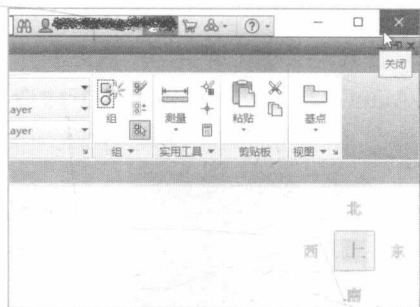 关闭
ayer
组
测量
粘贴
基点
ayer
组 实用工具 剪贴板 视图
北
西 上 东
南